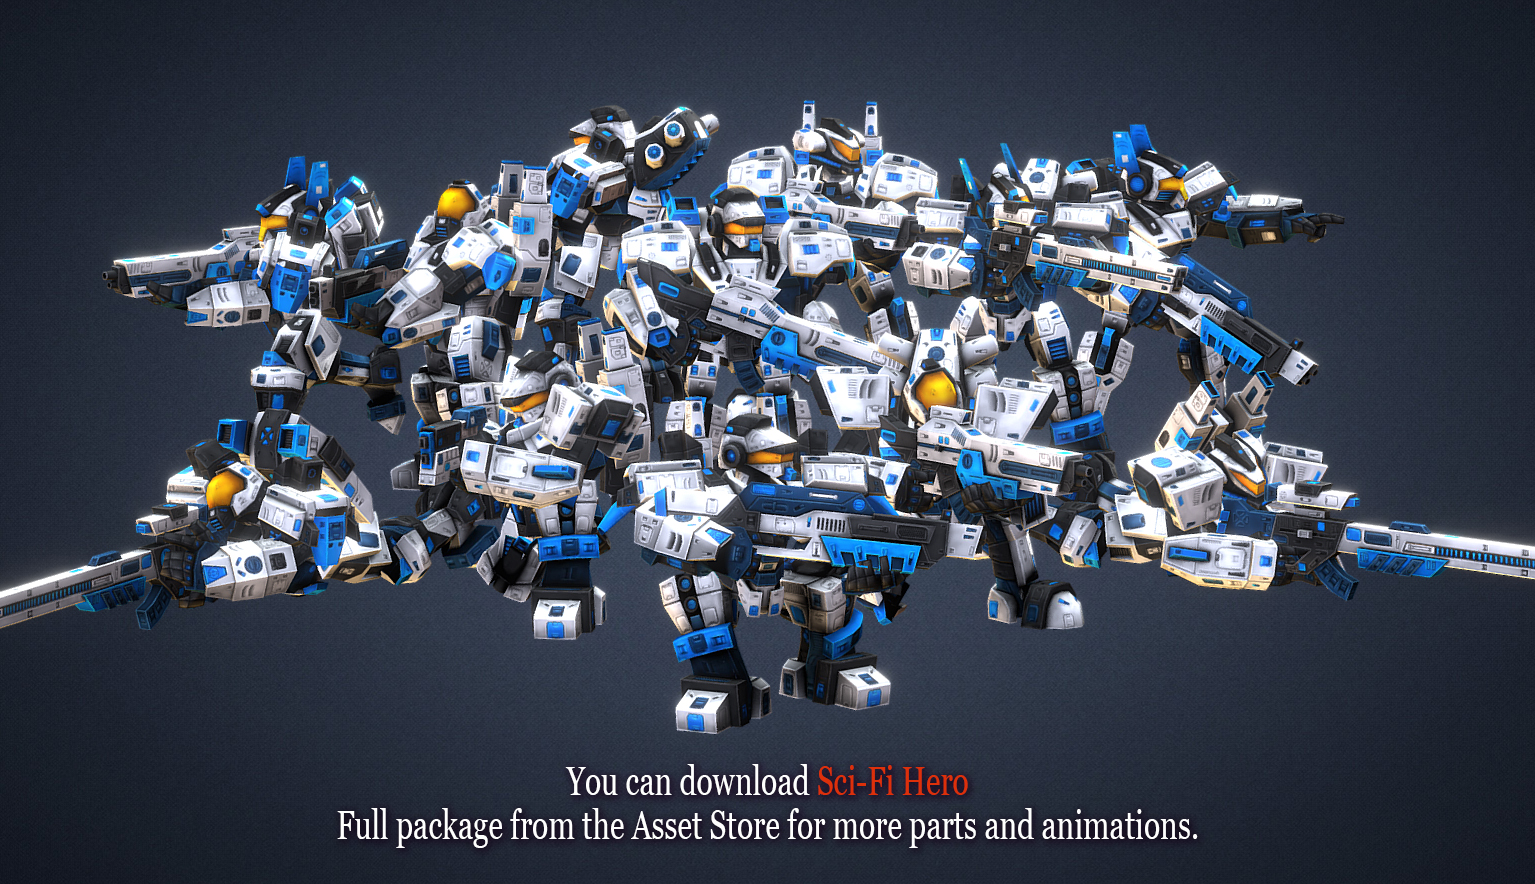 You can download Sci-Fi Hero
Full package from the Asset Store for more parts and animations.